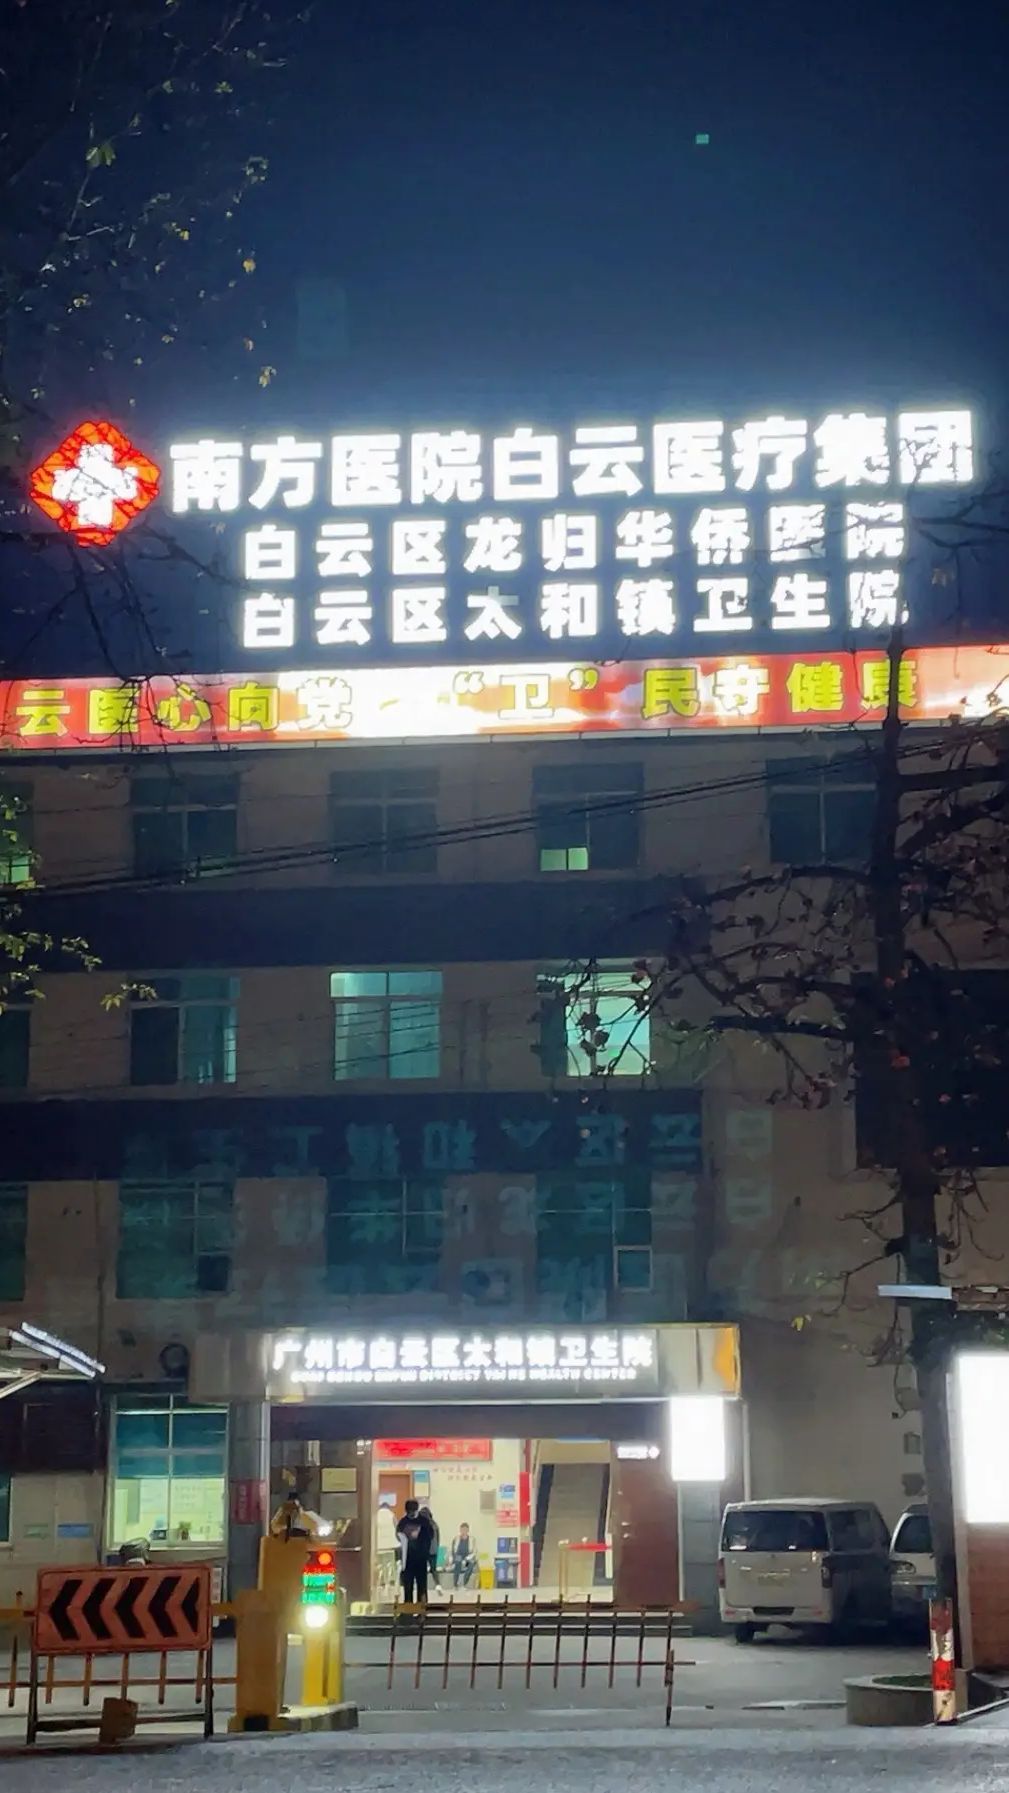 南方医院白云医疗集团
白云区龙归华侨医院
白云区太和镇卫生院
云医心向党 “卫”民守健康
广州市白云区太和镇卫生院